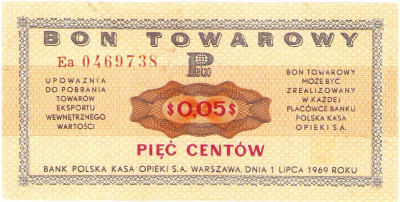 BON TOWAROWY
Ea 0469738
PeKaO
UPOWAŻNIA
DO POBRANIA
TOWARÓW
EKSPORTU
WEWNĘTRZNEGO
WARTOŚCI
$0,05$
BON TOWAROWY
MOŻE BYĆ
ZREALIZOWANY
W KAŻDEJ
PLACÓWCE BANKU
POLSKA KASA
OPIEKI S.A.
PIĘĆ CENTÓW
BANK POLSKA KASA OPIEKI S.A. WARSZAWA, DNIA 1 LIPCA 1969 ROKU